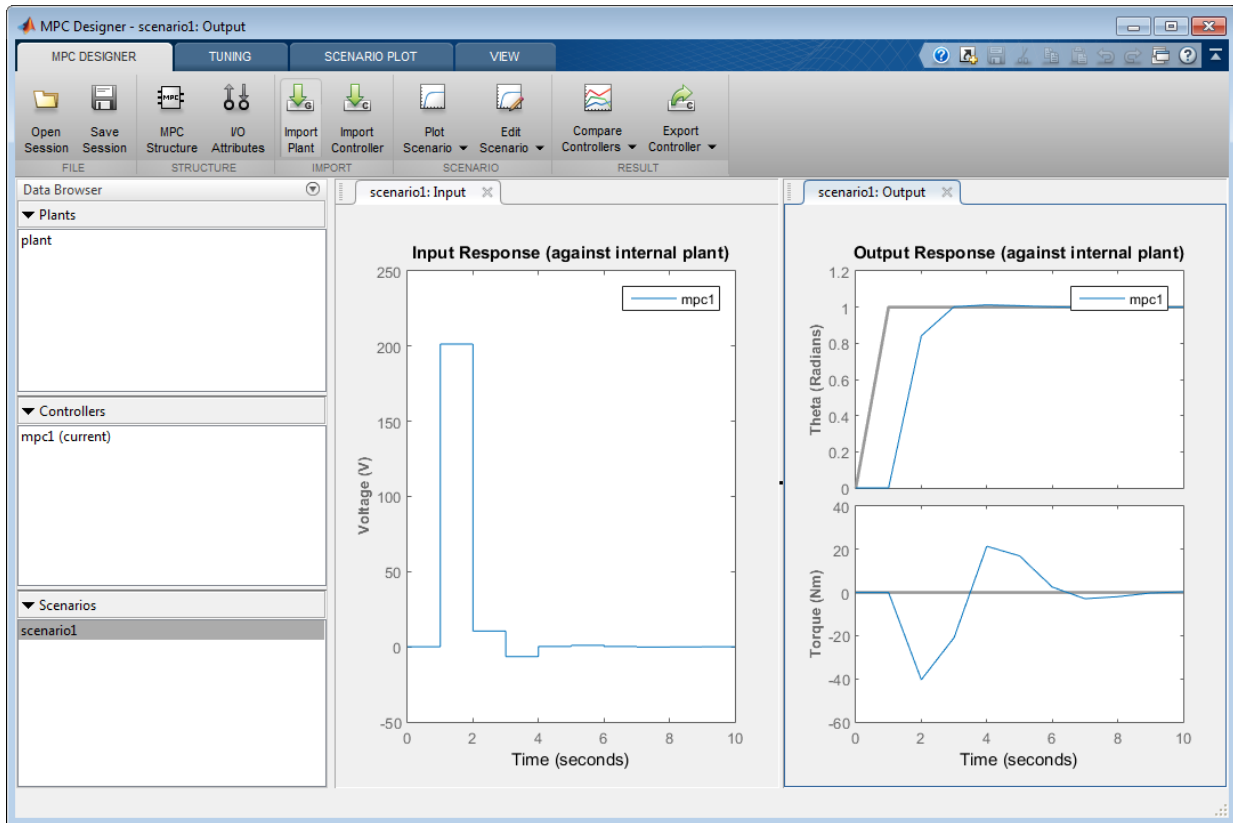 MPC Designer - scenario1: Output
MPC DESIGNER TUNING SCENARIO PLOT VIEW
Open Session
Save Session
MPC Structure
I/O Attributes
Import Plant
Import Controller
Plot Scenario
Edit Scenario
Compare Controllers
Export Controller
FILE STRUCTURE IMPORT SCENARIO RESULT
Data Browser
Plants
plant
Controllers
mpc1 (current)
Scenarios
scenario1
scenario1: Input
Input Response (against internal plant)
mpc1
Voltage (V)
250
200
150
100
50
0
-50
0 2 4 6 8 10
Time (seconds)
scenario1: Output
Output Response (against internal plant)
mpc1
Theta (Radians)
1.2
1
0.8
0.6
0.4
0.2
0
Torque (Nm)
40
20
0
-20
-40
-60
0 2 4 6 8 10
Time (seconds)